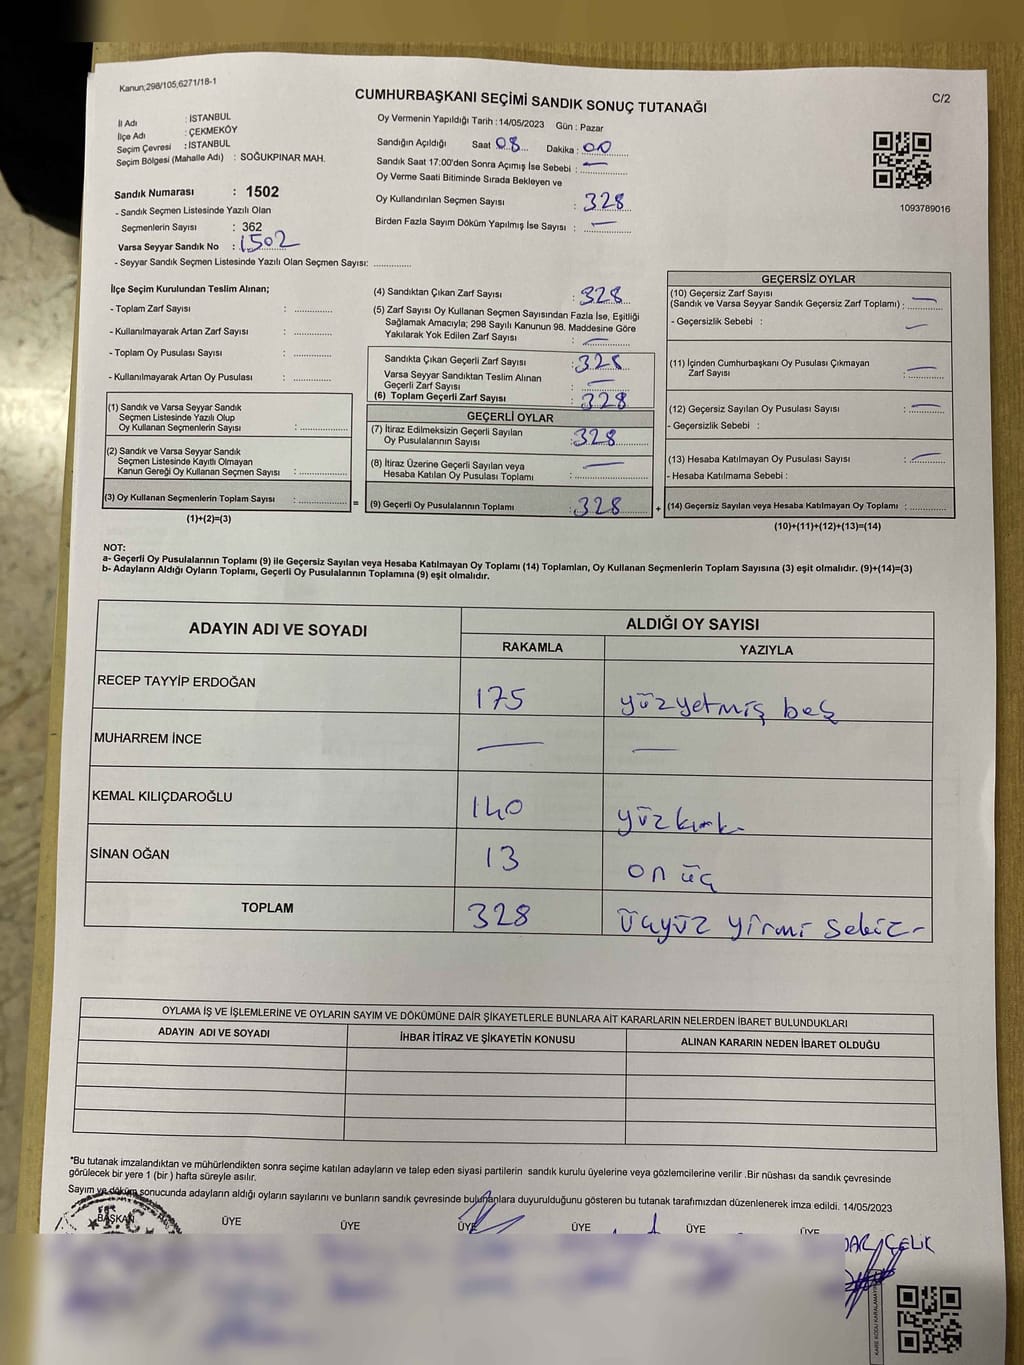 Kanun;298/105;6271/18-1
CUMHURBAŞKANI SEÇİMİ SANDIK SONUÇ TUTANAĞI
C/2
İl Adı : İSTANBUL
İlçe Adı : ÇEKMEKÖY
Seçim Çevresi : İSTANBUL
Seçim Bölgesi (Mahalle Adı) : SOĞUKPINAR MAH.
Oy Vermenin Yapıldığı Tarih : 14/05/2023 Gün : Pazar
Sandığın Açıldığı Saat 08 Dakika : 00
Sandık Saat 17:00'den Sonra Açımış İse Sebebi : —
Oy Verme Saati Bitiminde Sırada Bekleyen ve
Oy Kullandırılan Seçmen Sayısı : 328
Birden Fazla Sayım Döküm Yapılmış İse Sayısı : —
1093789016
Sandık Numarası : 1502
- Sandık Seçmen Listesinde Yazılı Olan
Seçmenlerin Sayısı : 362
Varsa Seyyar Sandık No : 1502
- Seyyar Sandık Seçmen Listesinde Yazılı Olan Seçmen Sayısı: ............
İlçe Seçim Kurulundan Teslim Alınan;
- Toplam Zarf Sayısı : ............
- Kullanılmayarak Artan Zarf Sayısı : ............
- Toplam Oy Pusulası Sayısı : ............
- Kullanılmayarak Artan Oy Pusulası : ............
(1) Sandık ve Varsa Seyyar Sandık
Seçmen Listesinde Yazılı Olup
Oy Kullanan Seçmenlerin Sayısı : ............
(2) Sandık ve Varsa Seyyar Sandık
Seçmen Listesinde Kayıtlı Olmayan
Kanun Gereği Oy Kullanan Seçmen Sayısı : ............
(3) Oy Kullanan Seçmenlerin Toplam Sayısı : ............
(1)+(2)=(3)
(4) Sandıktan Çıkan Zarf Sayısı : 328
(5) Zarf Sayısı Oy Kullanan Seçmen Sayısından Fazla İse, Eşitliği
Sağlamak Amacıyla; 298 Sayılı Kanunun 98. Maddesine Göre
Yakılarak Yok Edilen Zarf Sayısı : —
Sandıkta Çıkan Geçerli Zarf Sayısı : 328
Varsa Seyyar Sandıktan Teslim Alınan
Geçerli Zarf Sayısı : —
(6) Toplam Geçerli Zarf Sayısı : 328
GEÇERLİ OYLAR
(7) İtiraz Edilmeksizin Geçerli Sayılan
Oy Pusulalarının Sayısı : 328
(8) İtiraz Üzerine Geçerli Sayılan veya
Hesaba Katılan Oy Pusulası Toplamı : —
= (9) Geçerli Oy Pusulalarının Toplamı : 328
GEÇERSİZ OYLAR
(10) Geçersiz Zarf Sayısı
(Sandık ve Varsa Seyyar Sandık Geçersiz Zarf Toplamı) : —
- Geçersizlik Sebebi : —
(11) İçinden Cumhurbaşkanı Oy Pusulası Çıkmayan
Zarf Sayısı : —
(12) Geçersiz Sayılan Oy Pusulası Sayısı : —
- Geçersizlik Sebebi :
(13) Hesaba Katılmayan Oy Pusulası Sayısı : —
- Hesaba Katılmama Sebebi :
+ (14) Geçersiz Sayılan veya Hesaba Katılmayan Oy Toplamı : ............
(10)+(11)+(12)+(13)=(14)
NOT:
a- Geçerli Oy Pusulalarının Toplamı (9) ile Geçersiz Sayılan veya Hesaba Katılmayan Oy Toplamı (14) Toplamları, Oy Kullanan Seçmenlerin Toplam Sayısına (3) eşit olmalıdır. (9)+(14)=(3)
b- Adayların Aldığı Oyların Toplamı, Geçerli Oy Pusulalarının Toplamına (9) eşit olmalıdır.
ADAYIN ADI VE SOYADI ALDIĞI OY SAYISI
RAKAMLA YAZIYLA
RECEP TAYYİP ERDOĞAN 175 yüzyetmiş beş
MUHARREM İNCE — —
KEMAL KILIÇDAROĞLU 140 yüzkırk
SİNAN OĞAN 13 on üç
TOPLAM 328 üçyüz yirmi sekiz
OYLAMA İŞ VE İŞLEMLERİNE VE OYLARIN SAYIM VE DÖKÜMÜNE DAİR ŞİKAYETLERLE BUNLARA AİT KARARLARIN NELERDEN İBARET BULUNDUKLARI
ADAYIN ADI VE SOYADI İHBAR İTİRAZ VE ŞİKAYETİN KONUSU ALINAN KARARIN NEDEN İBARET OLDUĞU
*Bu tutanak imzalandıktan ve mühürlendikten sonra seçime katılan adayların ve talep eden siyasi partilerin sandık kurulu üyelerine veya gözlemcilerine verilir .Bir nüshası da sandık çevresinde
görülecek bir yere 1 (bir ) hafta süreyle asılır.
Sayım ve döküm sonucunda adayların aldığı oyların sayılarını ve bunların sandık çevresinde bulunanlara duyurulduğunu gösteren bu tutanak tarafımızdan düzenlenerek imza edildi. 14/05/2023
BAŞKAN ÜYE ÜYE ÜYE ÜYE ÜYE ÜYE
T.C.
ÇELİK